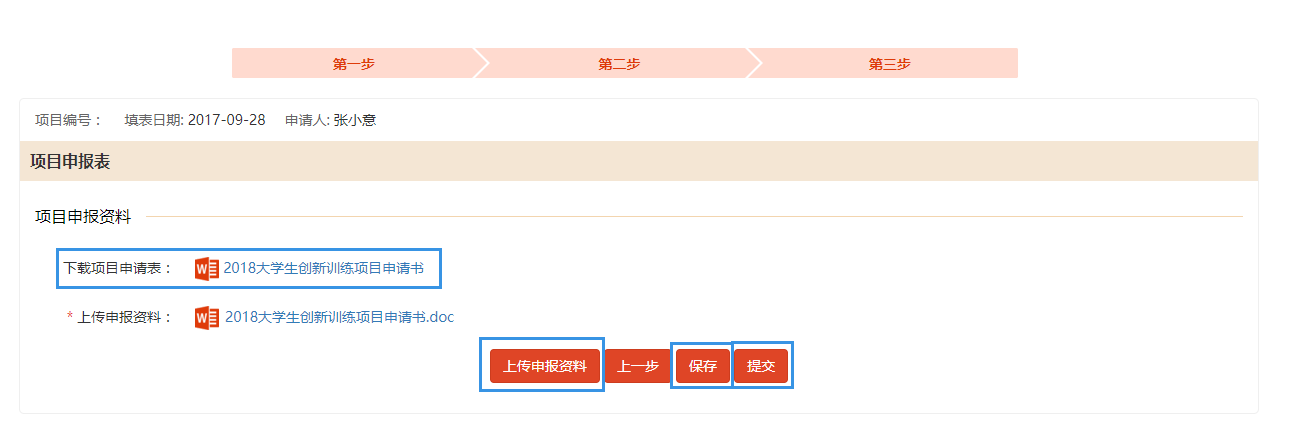 第一步 第二步 第三步
项目编号： 填表日期: 2017-09-28 申请人: 张小意
项目申报表
项目申报资料
下载项目申请表： 2018大学生创新训练项目申请书
* 上传申报资料： 2018大学生创新训练项目申请书.doc
上传申报资料 上一步 保存 提交